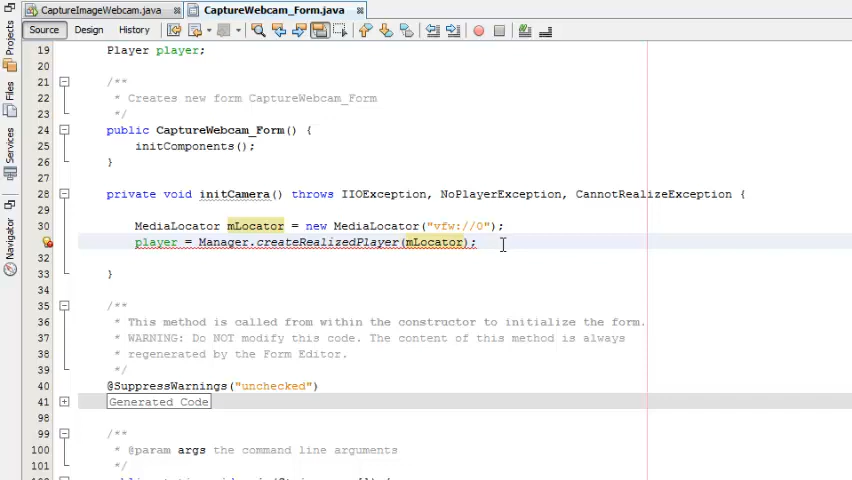 CaptureImageWebcam.java
CaptureWebcam_Form.java
Source Design History
Projects
Files
Services
Navigator
19 Player player;
20
21 /**
22 * Creates new form CaptureWebcam_Form
23 */
24 public CaptureWebcam_Form() {
25 initComponents();
26 }
27
28 private void initCamera() throws IIOException, NoPlayerException, CannotRealizeException {
29
30 MediaLocator mLocator = new MediaLocator("vfw://0");
player = Manager.createRealizedPlayer(mLocator);
32
33 }
34
35 /**
36 * This method is called from within the constructor to initialize the form.
37 * WARNING: Do NOT modify this code. The content of this method is always
38 * regenerated by the Form Editor.
39 */
40 @SuppressWarnings("unchecked")
41 Generated Code
98
99 /**
100 * @param args the command line arguments
101 */